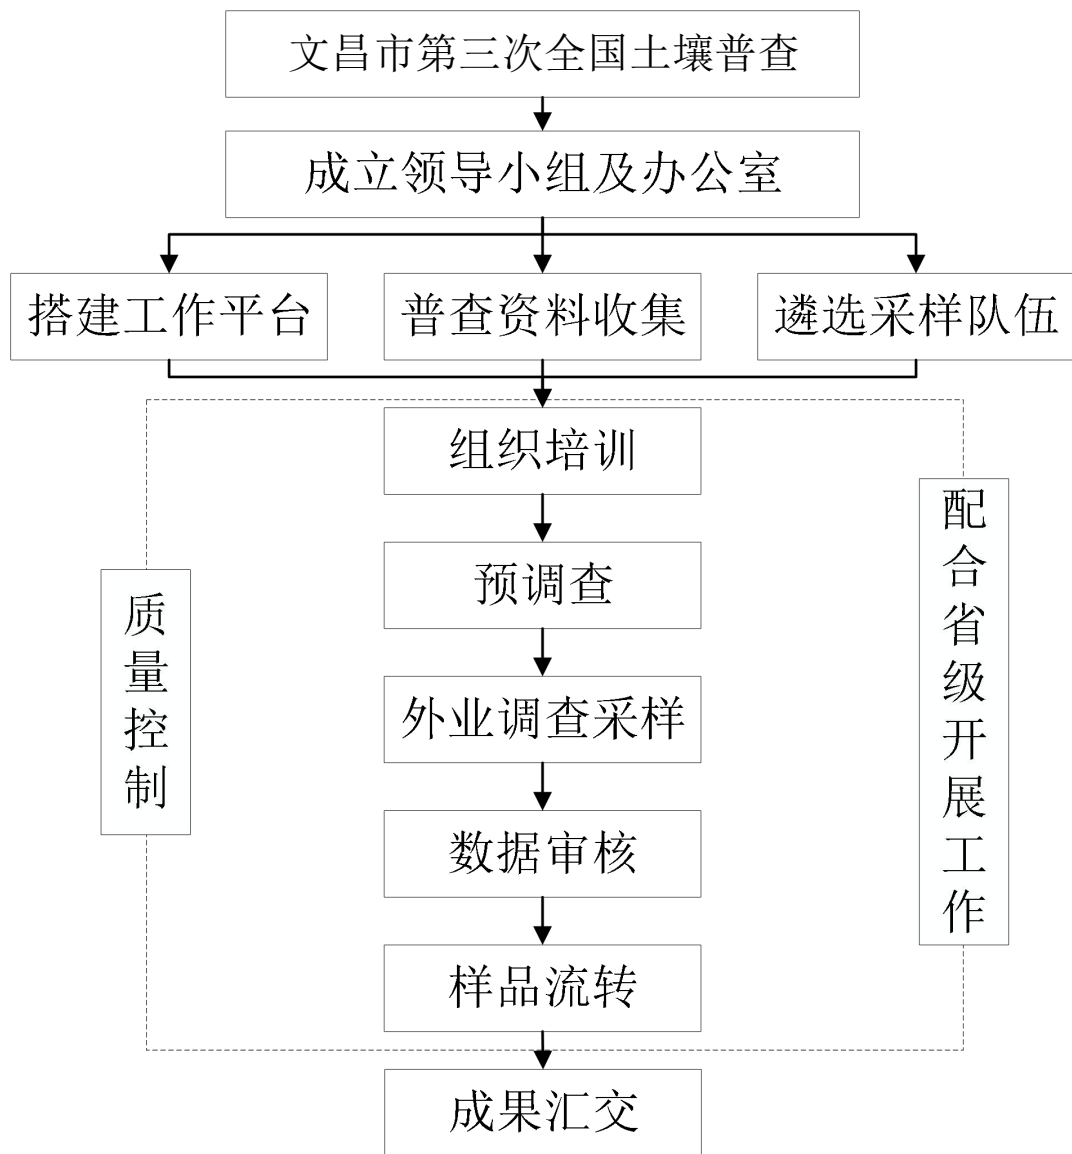 文昌市第三次全国土壤普查
成立领导小组及办公室
搭建工作平台
普查资料收集
遴选采样队伍
组织培训
预调查
外业调查采样
数据审核
样品流转
成果汇交
质量控制
配合省级开展工作